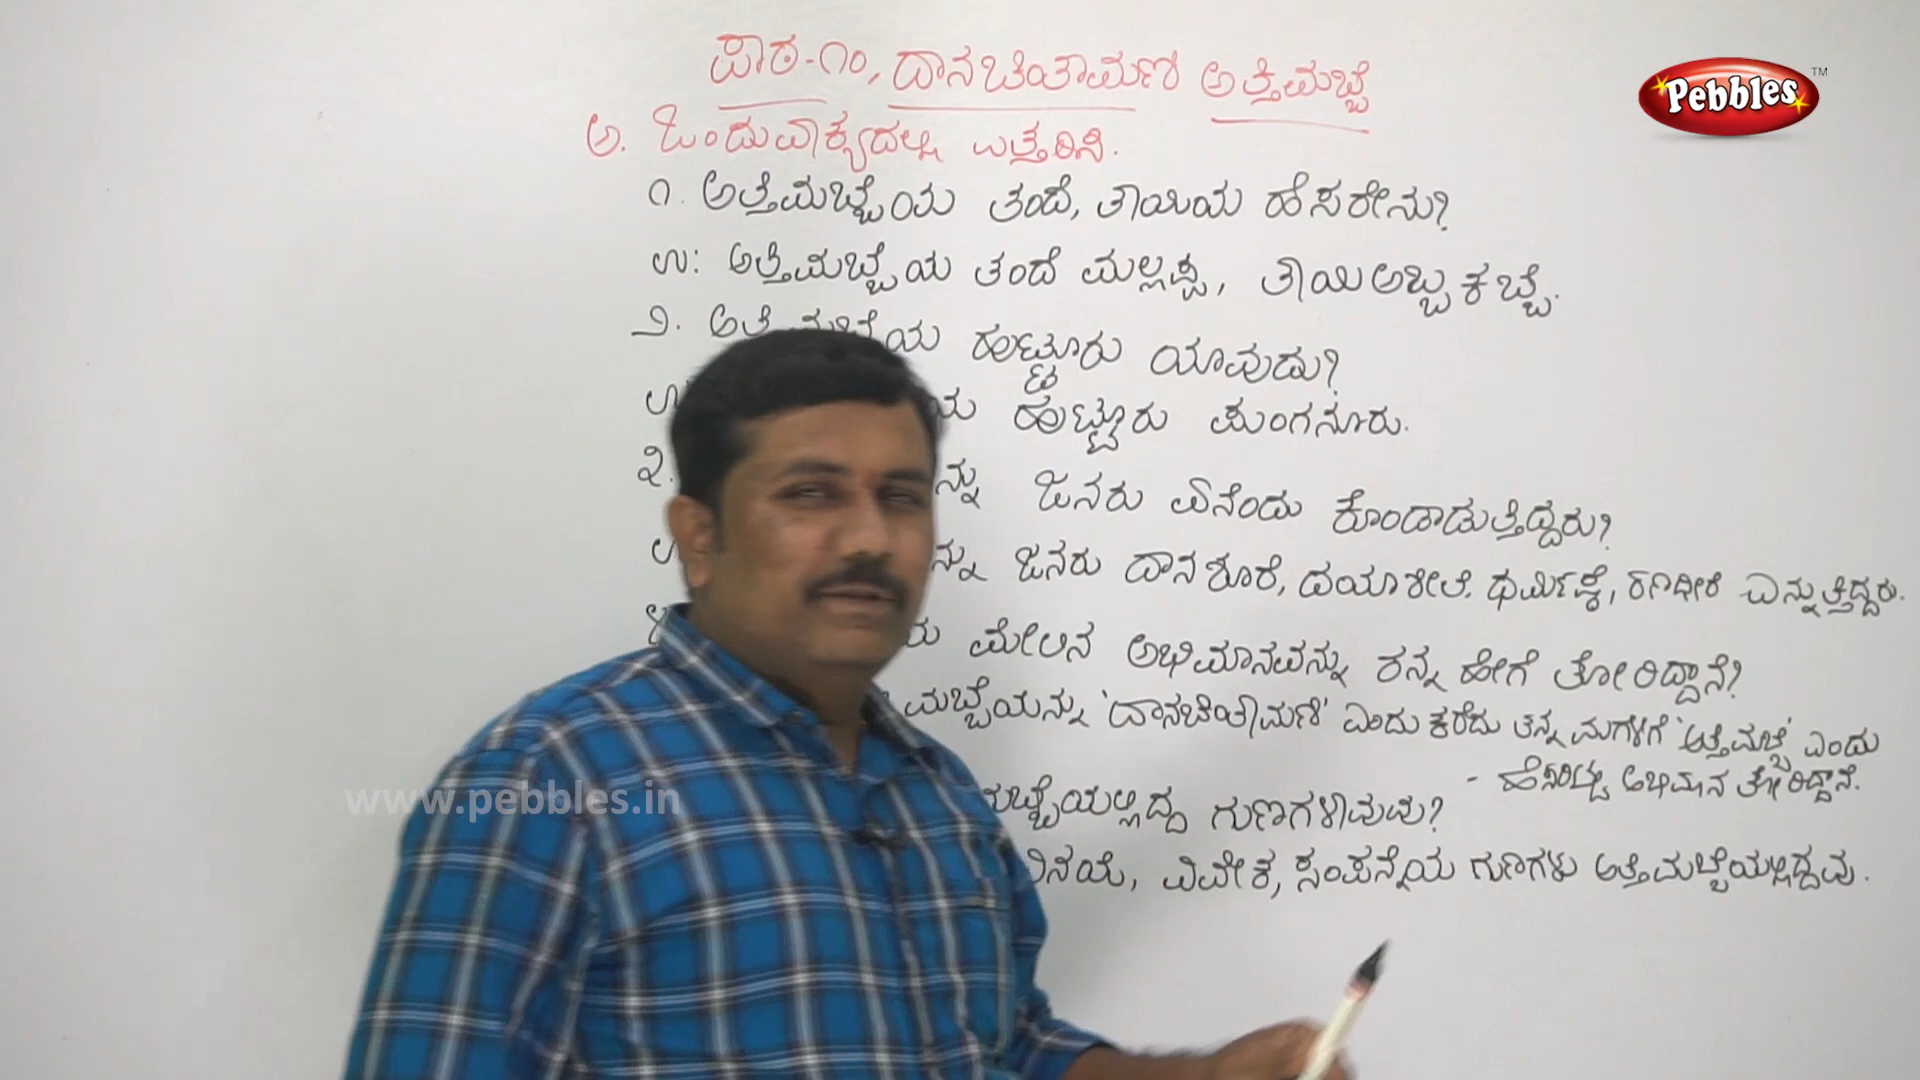 ಪಾಠ-೧೦, ದಾನಚಿಂತಾಮಣಿ ಅತ್ತಿಮಬ್ಬೆ
Pebbles TM
ಅ. ಒಂದುವಾಕ್ಯದಲ್ಲಿ ಉತ್ತರಿಸಿ.
೧. ಅತ್ತಿಮಬ್ಬೆಯ ತಂದೆ, ತಾಯಿಯ ಹೆಸರೇನು?
ಉ: ಅತ್ತಿಮಬ್ಬೆಯ ತಂದೆ ಮಲ್ಲಪ್ಪ, ತಾಯಿ ಅಬ್ಬಕಬ್ಬೆ.
೨. ಹುಟ್ಟೂರು ಯಾವುದು?
ಯ ಹುಟ್ಟೂರು ಪುಂಗನೂರು.
೩. ನ್ನು ಜನರು ಏನೆಂದು ಕೊಂಡಾಡುತ್ತಿದ್ದರು?
ನ್ನು ಜನರು ದಾನಶೂರೆ, ದಯಾಶೀಲೆ, ಧರ್ಮಿಷ್ಠೆ, ರಣಧೀರೆ ಎನ್ನುತ್ತಿದ್ದರು.
ಮೇಲಿನ ಅಭಿಮಾನವನ್ನು ರನ್ನ ಹೇಗೆ ತೋರಿದ್ದಾನೆ?
ಮಬ್ಬೆಯನ್ನು 'ದಾನಚಿಂತಾಮಣಿ' ಎಂದು ಕರೆದು ತನ್ನ ಮಗಳಿಗೆ 'ಅತ್ತಿಮಬ್ಬೆ' ಎಂದು
- ಹೆಸರಿಟ್ಟು ಅಭಿಮಾನ ತೋರಿದ್ದಾನೆ.
ಮಬ್ಬೆಯಲ್ಲಿದ್ದ ಗುಣಗಳಾವುವು?
ವಿನಯ, ವಿವೇಕ, ಸಂಪನ್ನೆಯ ಗುಣಗಳು ಅತ್ತಿಮಬ್ಬೆಯಲ್ಲಿದ್ದವು.
www.pebbles.in